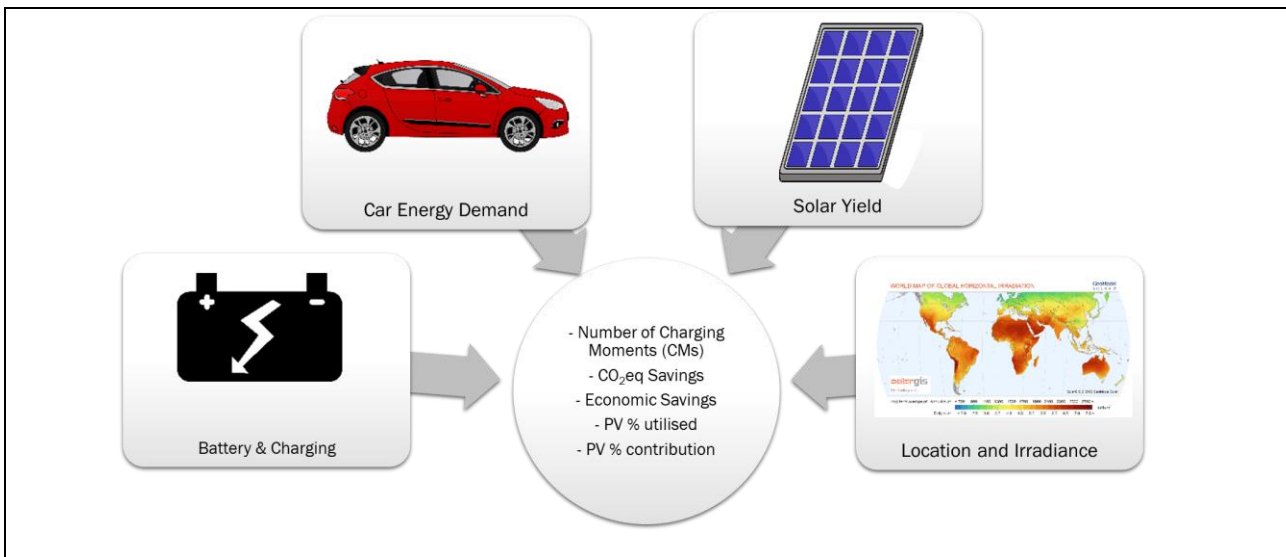 Car Energy Demand
Solar Yield
+
-
Battery & Charging
- Number of Charging
Moments (CMs)
- CO₂eq Savings
- Economic Savings
- PV % utilised
- PV % contribution
WORLD MAP OF GLOBAL HORIZONTAL IRRADIATION
solargis
Location and Irradiance